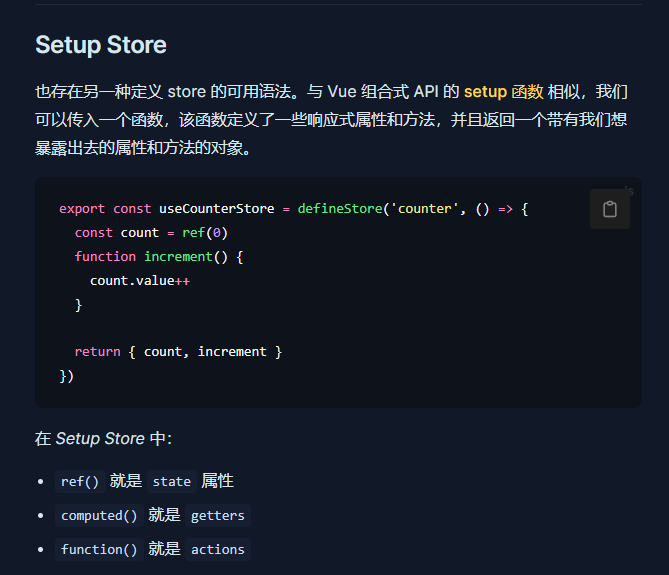 Setup Store
也存在另一种定义 store 的可用语法。与 Vue 组合式 API 的 setup 函数 相似，我们
可以传入一个函数，该函数定义了一些响应式属性和方法，并且返回一个带有我们想
暴露出去的属性和方法的对象。
js
export const useCounterStore = defineStore('counter', () => {
  const count = ref(0)
  function increment() {
    count.value++
  }

  return { count, increment }
})
在 Setup Store 中：
• ref() 就是 state 属性
• computed() 就是 getters
• function() 就是 actions